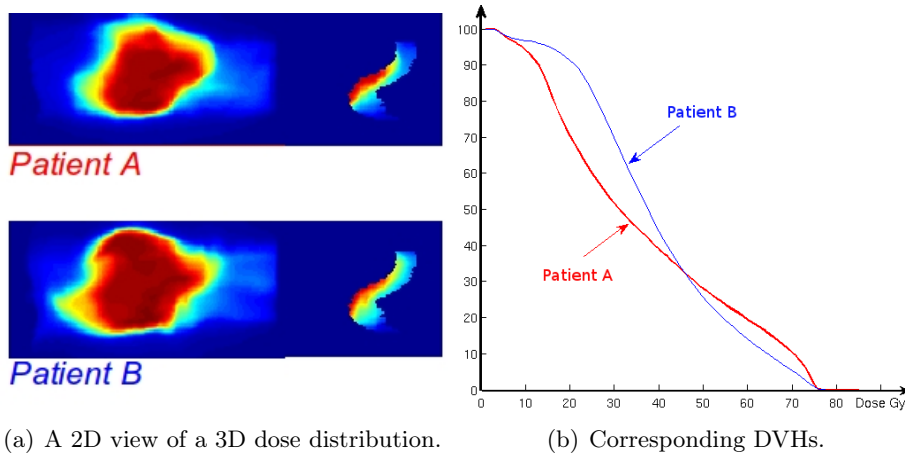 Patient A
Patient B
100
90
80
70
60
50
40
30
20
10
0
0 10 20 30 40 50 60 70 80 Dose Gy
Patient B
Patient A
(a) A 2D view of a 3D dose distribution.
(b) Corresponding DVHs.